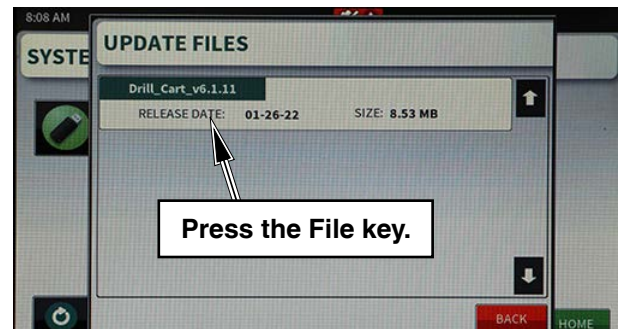 8:08 AM
SYSTE
UPDATE FILES
Drill_Cart_v6.1.11
RELEASE DATE: 01-26-22 SIZE: 8.53 MB
Press the File key.
BACK
HOME